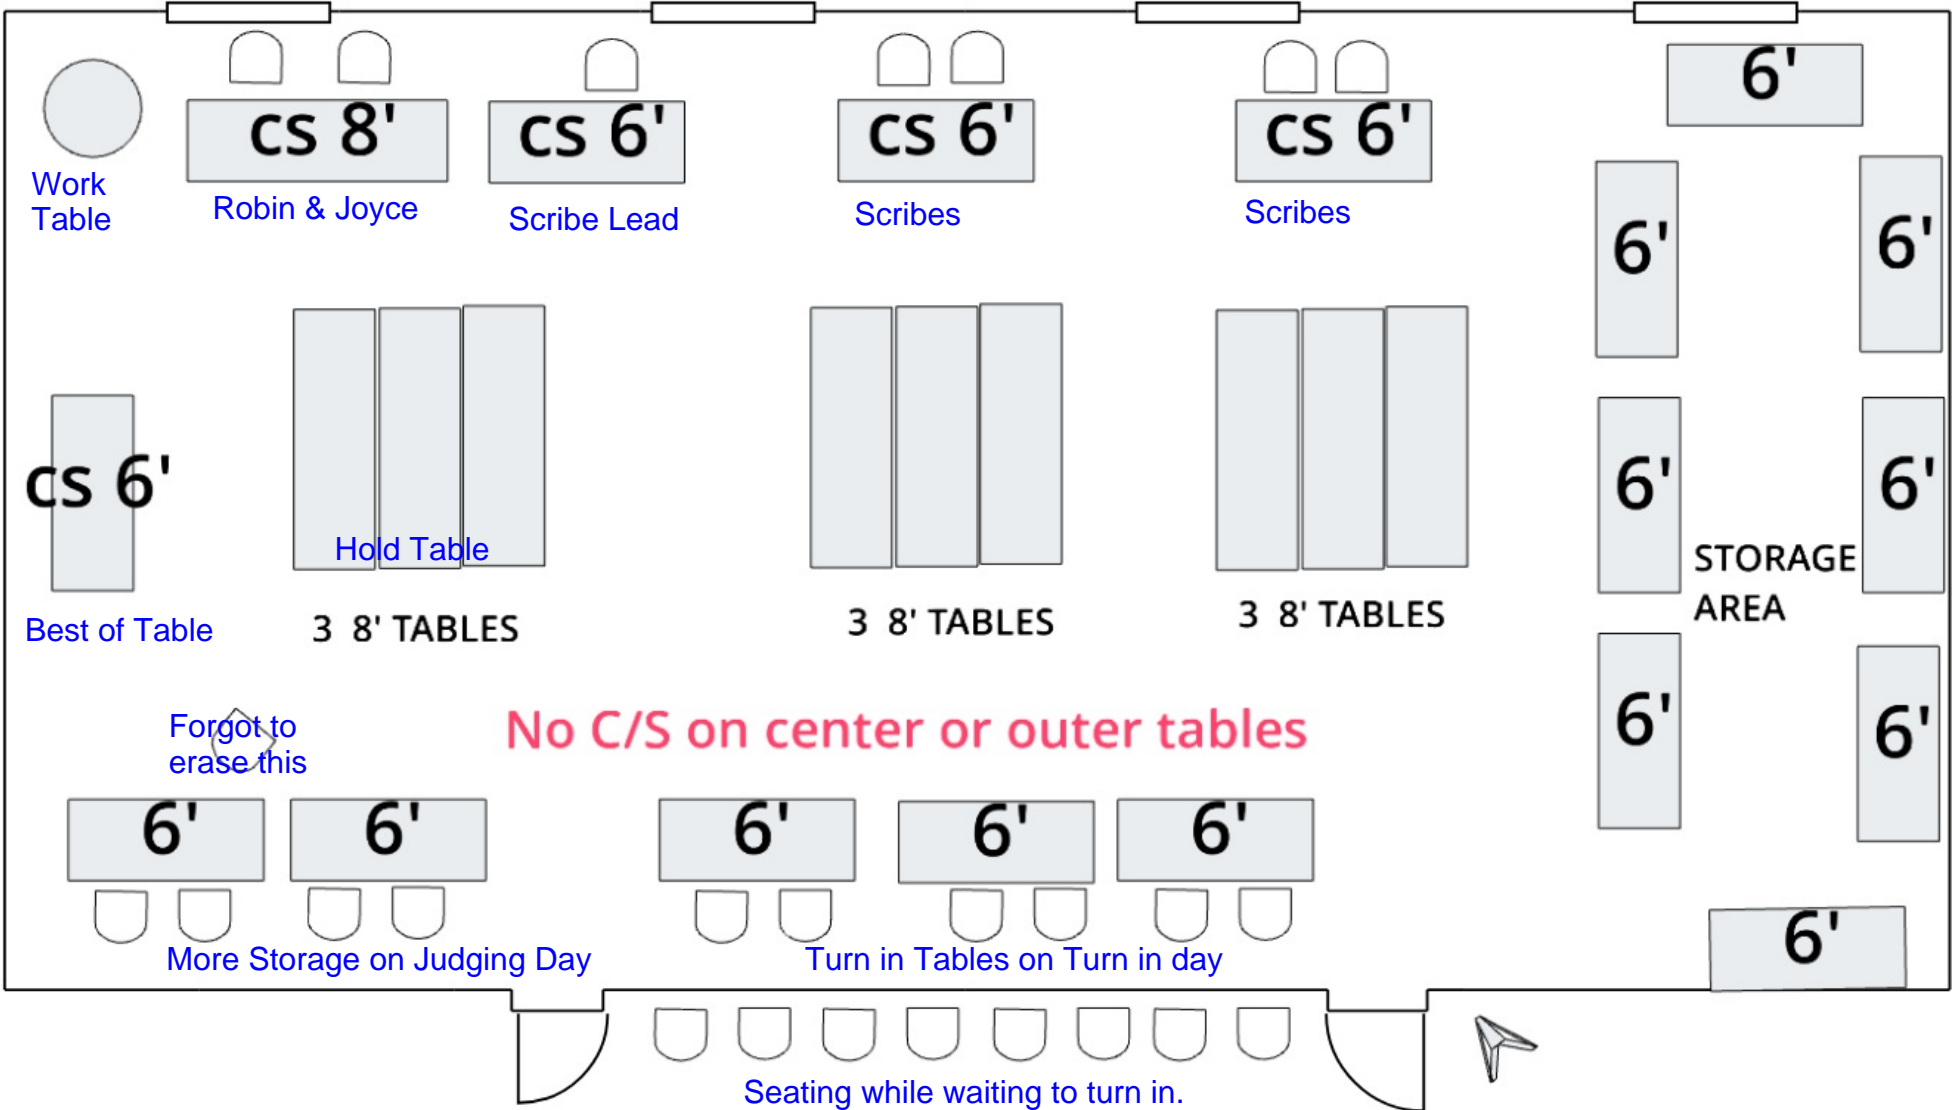 6'
cs 8'
cs 6'
cs 6'
cs 6'
Work
Table
Robin & Joyce
Scribe Lead
Scribes
Scribes
6'
6'
cs 6'
6'
6'
Hold Table
STORAGE
AREA
Best of Table
3 8' TABLES
3 8' TABLES
3 8' TABLES
6'
6'
Forgot to
erase this
No C/S on center or outer tables
6'
6'
6'
6'
6'
6'
More Storage on Judging Day
Turn in Tables on Turn in day
Seating while waiting to turn in.